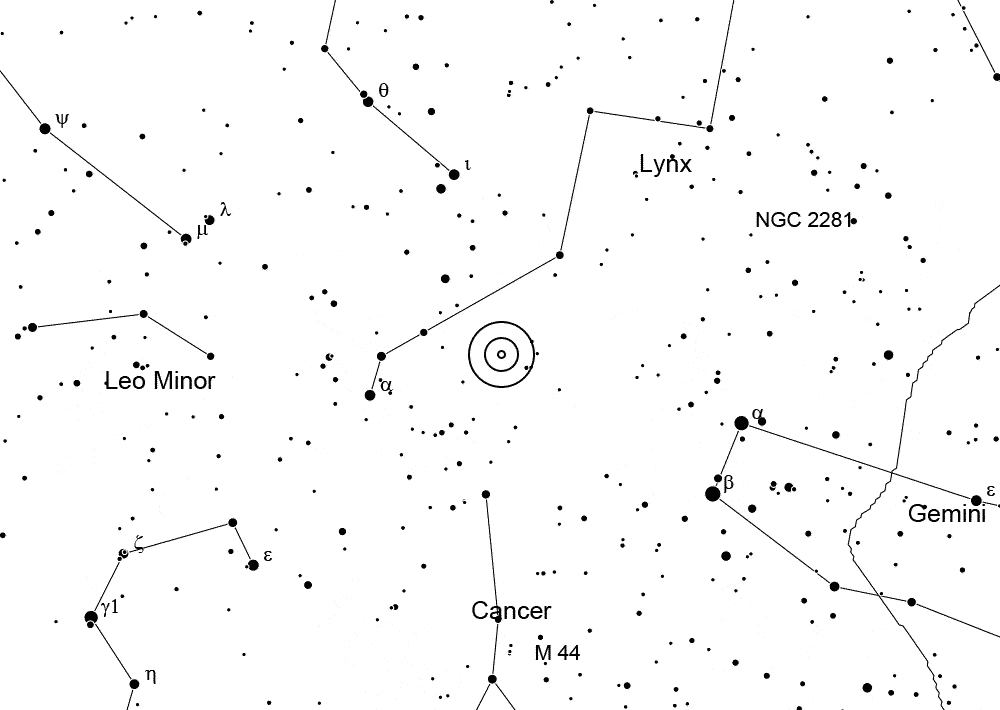 θ
ψ
ι
Lynx
λ
μ
NGC 2281
Leo Minor
α
α
β
ε
Gemini
ζ
ε
γ1
Cancer
M 44
η